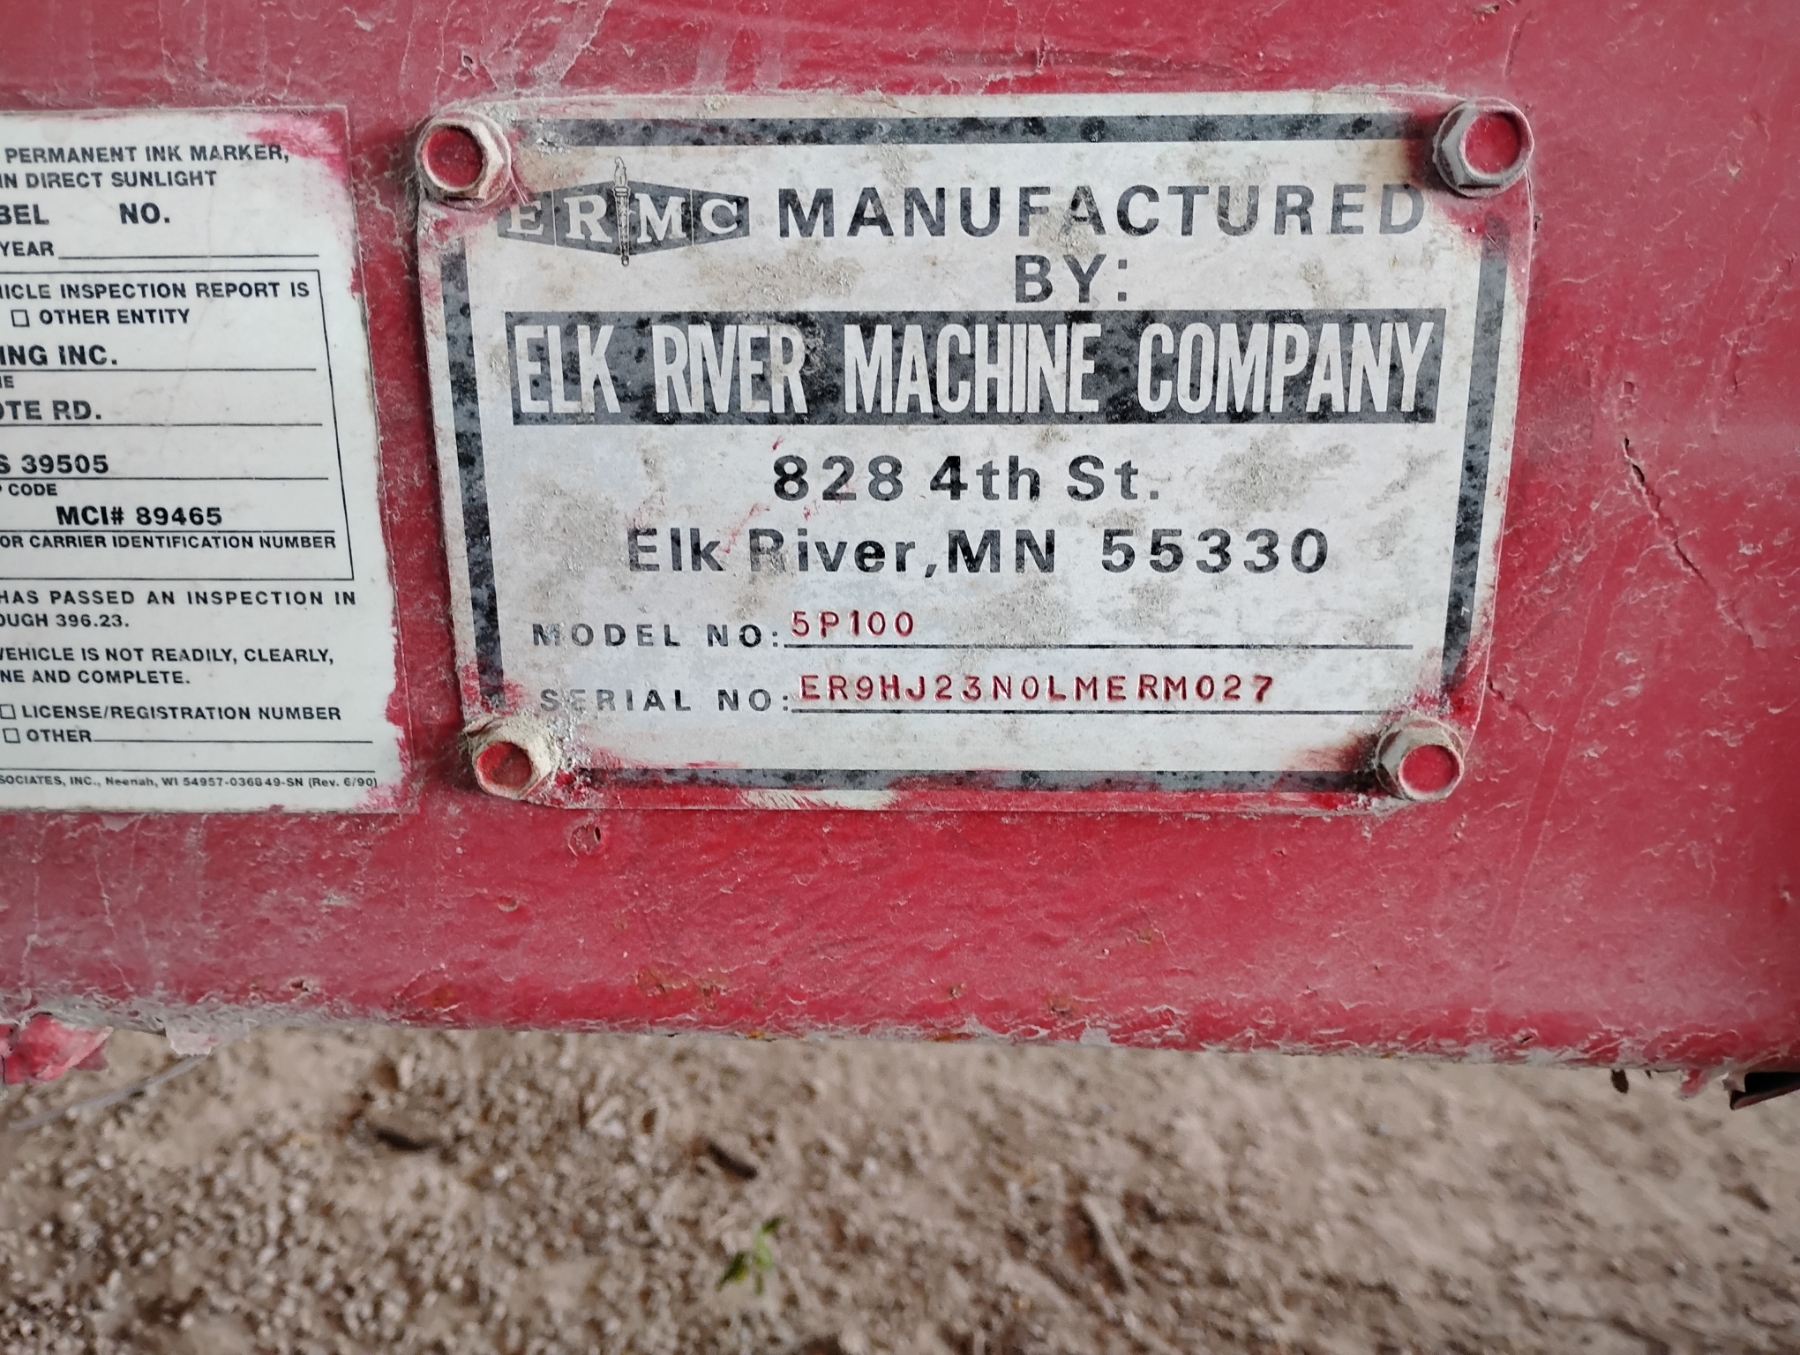 PERMANENT INK MARKER,
IN DIRECT SUNLIGHT
BEL NO.
YEAR
ICLE INSPECTION REPORT IS
OTHER ENTITY
ING INC.
OTE RD.
S 39505
CODE
MCI# 89465
OR CARRIER IDENTIFICATION NUMBER
HAS PASSED AN INSPECTION IN
OUGH 396.23.
VEHICLE IS NOT READILY, CLEARLY,
NE AND COMPLETE.
LICENSE/REGISTRATION NUMBER
OTHER
SOCIATES, INC., Neenah, WI 54957-0368 49-SN (Rev. 6/90)
ERMC MANUFACTURED
BY:
ELK RIVER MACHINE COMPANY
828 4th St.
Elk River,MN 55330
MODEL NO: 5P100
SERIAL NO: ER9HJ23N0LMERM027